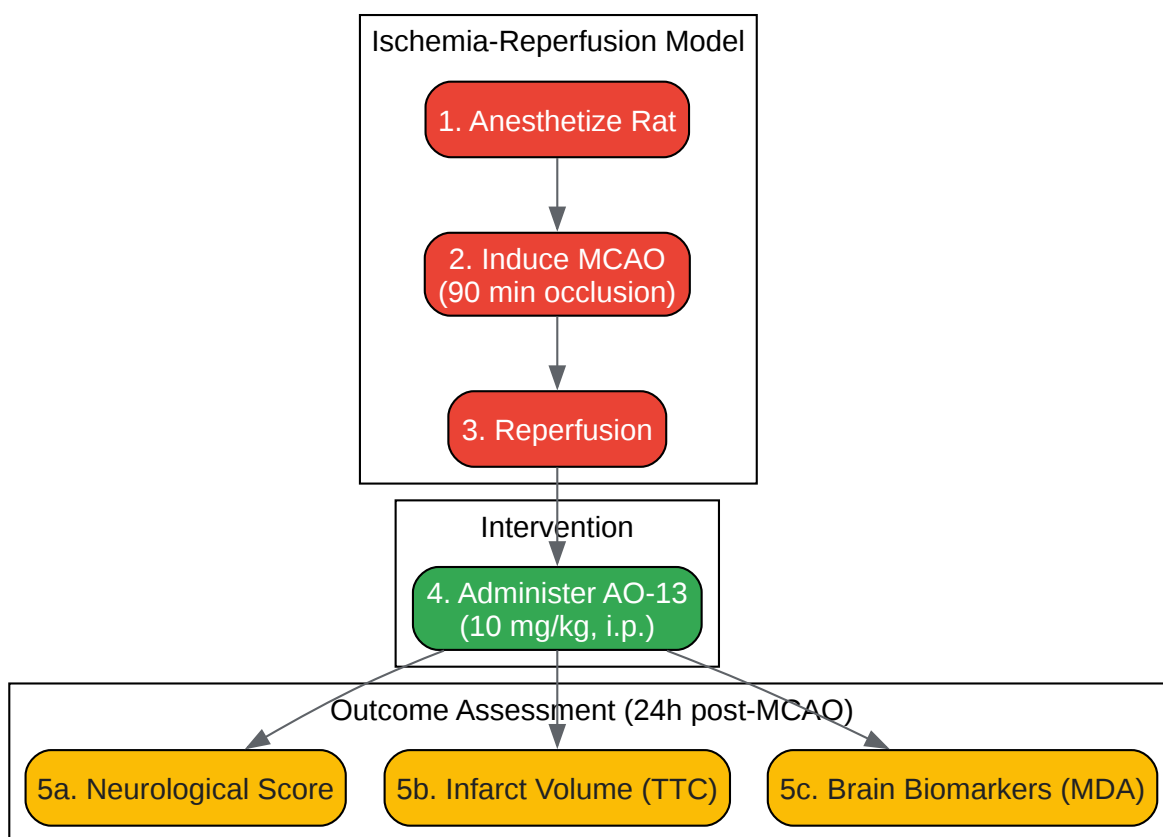 Ischemia-Reperfusion Model
1. Anesthetize Rat
2. Induce MCAO
(90 min occlusion)
3. Reperfusion
Intervention
4. Administer AO-13
(10 mg/kg, i.p.)
Outcome Assessment (24h post-MCAO)
5a. Neurological Score
5b. Infarct Volume (TTC)
5c. Brain Biomarkers (MDA)